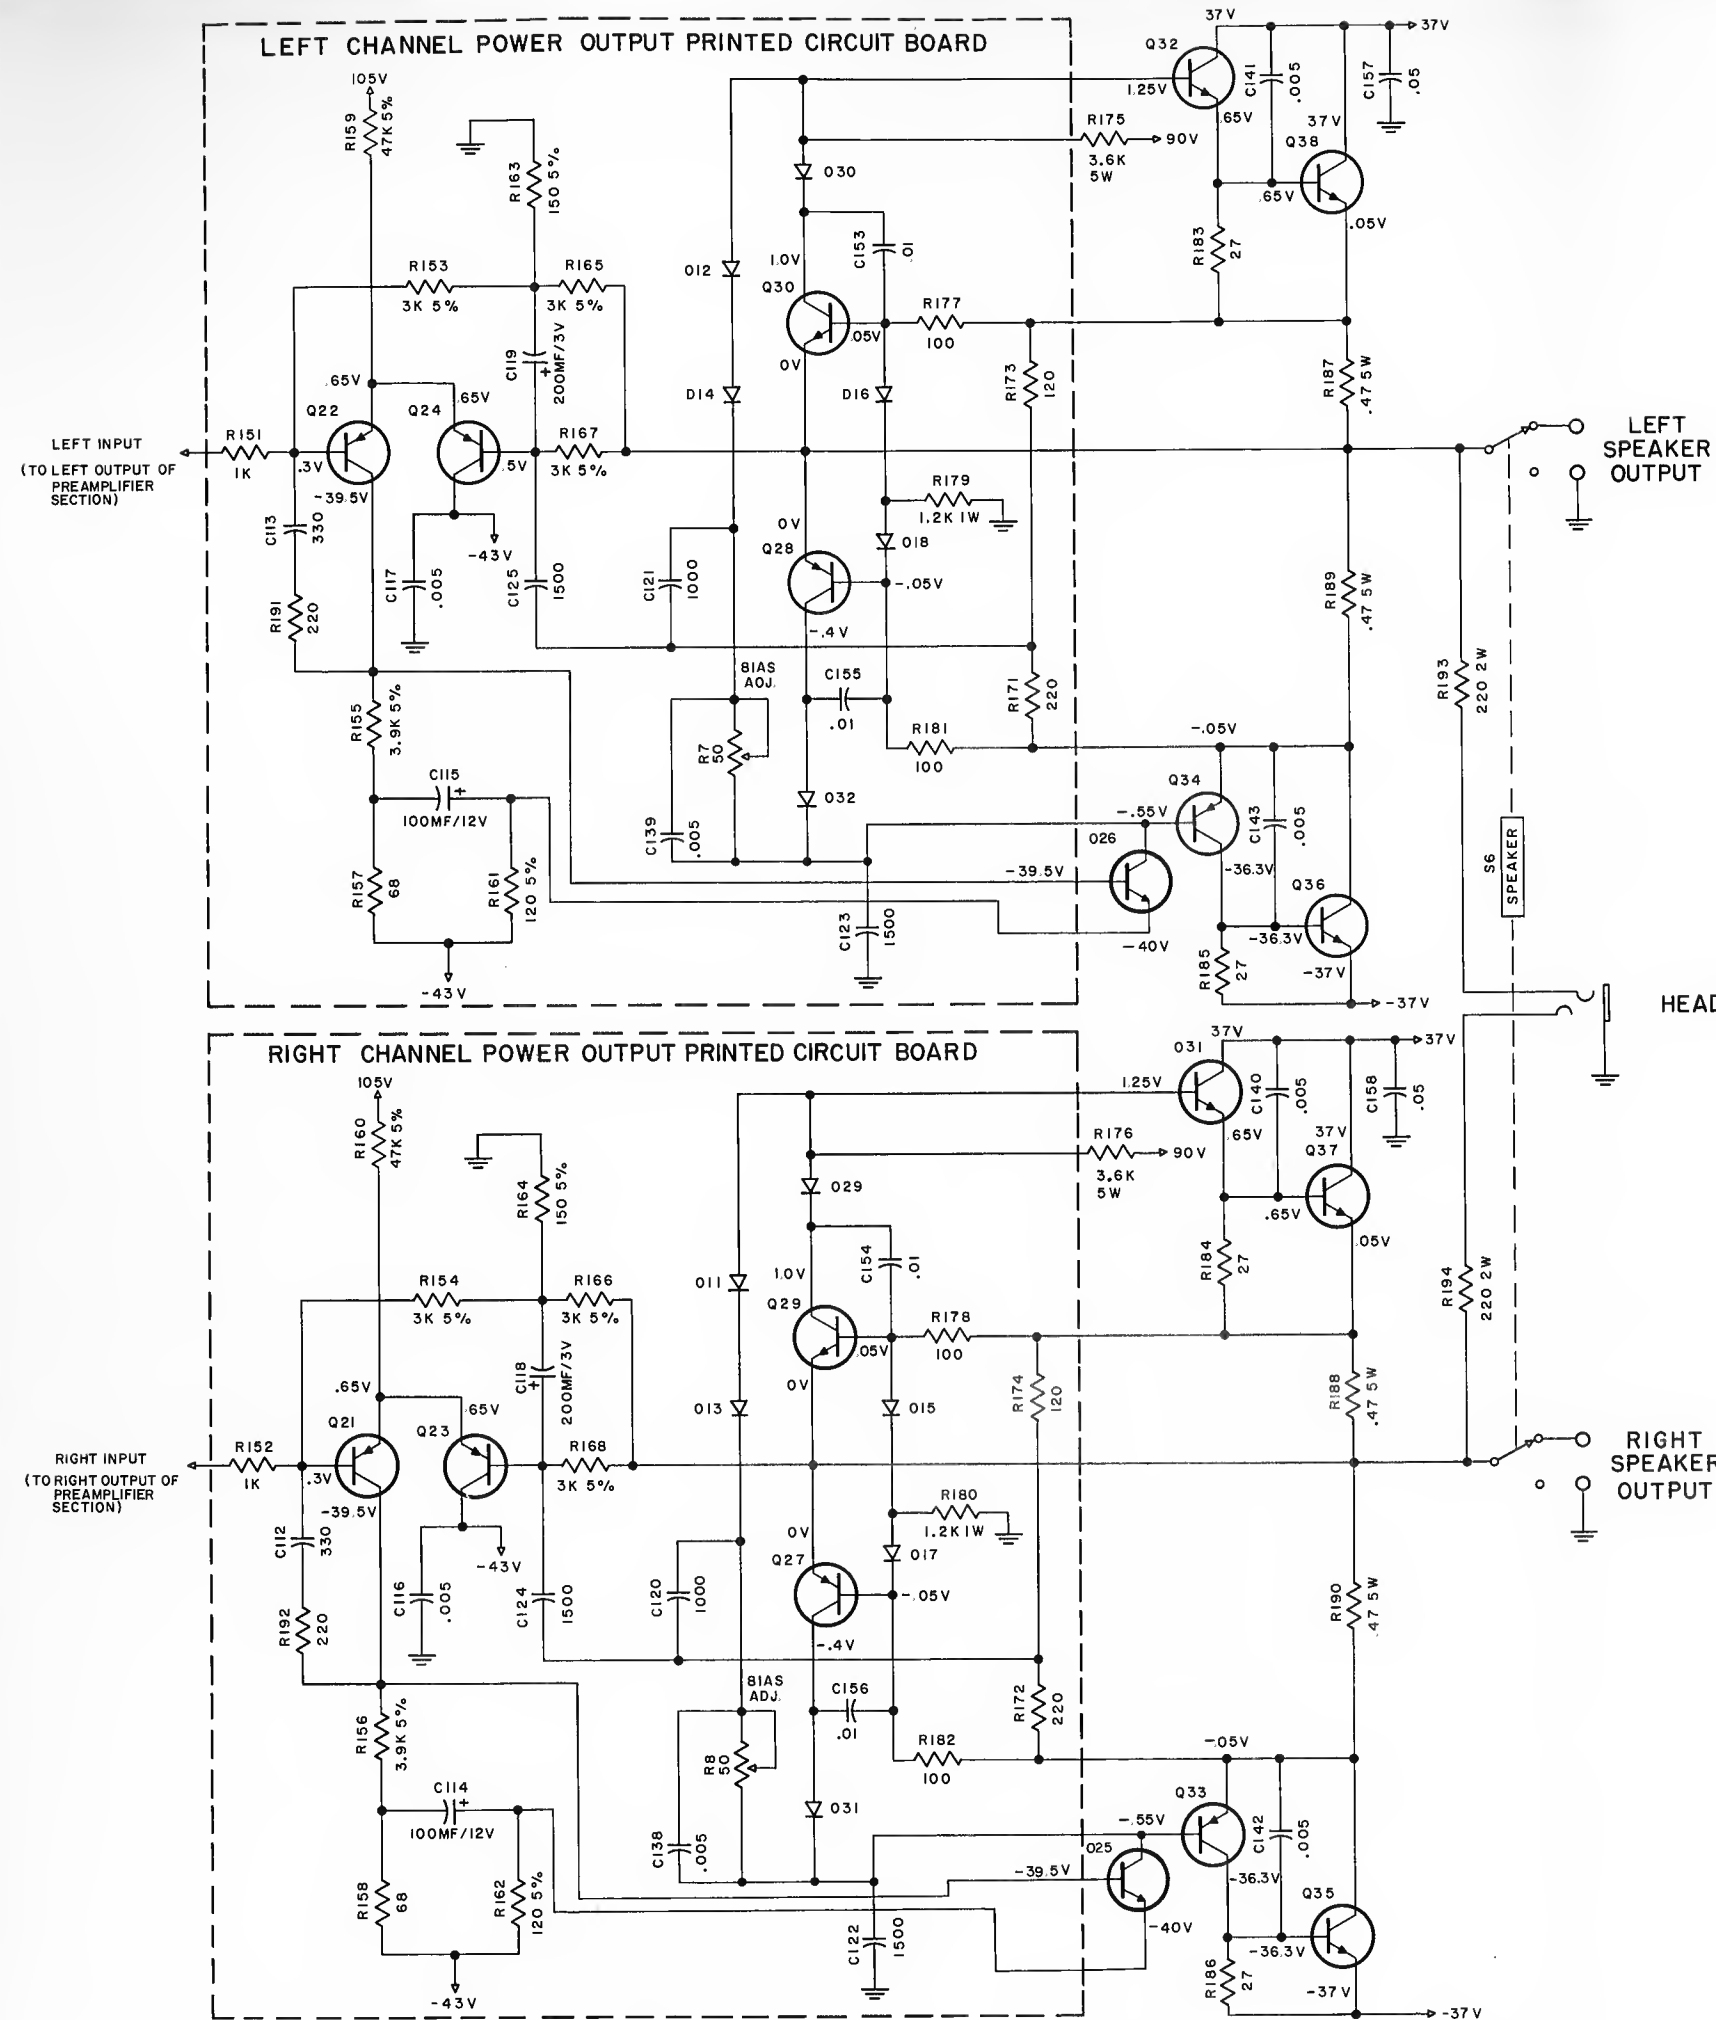 LEFT CHANNEL POWER OUTPUT PRINTED CIRCUIT BOARD
37V
37V
Q32
C141
.005
C157
.05
1.25V
.65V
105V
R159
47K 5%
R163
150 5%
R175
3.6K
5W
90V
37V
Q38
.65V
.05V
030
C153
.01
R183
27
R153
3K 5%
R165
3K 5%
012
1.0V
Q30
.05V
0V
R177
100
C119
+
200MF/3V
R173
120
R187
.47 5W
.65V
Q22
Q24
.65V
D14
D16
LEFT INPUT
(TO LEFT OUTPUT OF
PREAMPLIFIER
SECTION)
R151
1K
.3V
-39.5V
.5V
R167
3K 5%
LEFT
SPEAKER
OUTPUT
R179
1.2K 1W
C113
330
-43V
0V
Q28
018
-.05V
C117
.005
C125
1500
C121
1000
R189
.47 5W
R191
220
-.4V
BIAS
ADJ.
C155
.01
R171
220
R193
220 2W
R155
3.9K 5%
R7
50
R181
100
-.05V
C115
+
100MF/12V
032
Q34
-.55V
C143
.005
C139
.005
026
S6
SPEAKER
R157
68
R161
120 5%
-39.5V
-36.3V
Q36
C123
1500
-40V
-36.3V
R185
27
-37V
-43V
-37V
HEAD
RIGHT CHANNEL POWER OUTPUT PRINTED CIRCUIT BOARD
37V
37V
031
C140
.005
C158
.05
1.25V
.65V
105V
R160
47K 5%
R164
150 5%
R176
3.6K
5W
90V
37V
Q37
.65V
.05V
029
C154
.01
R184
27
R154
3K 5%
R166
3K 5%
011
1.0V
Q29
.05V
0V
R178
100
R194
220 2W
C118
+
200MF/3V
R174
120
R188
.47 5W
.65V
Q21
Q23
.65V
013
015
RIGHT INPUT
(TO RIGHT OUTPUT OF
PREAMPLIFIER
SECTION)
R152
1K
.3V
-39.5V
R168
3K 5%
RIGHT
SPEAKER
OUTPUT
R180
1.2K 1W
C112
330
-43V
0V
Q27
017
-.05V
C116
.005
C124
1500
C120
1000
R190
.47 5W
R192
220
-.4V
BIAS
ADJ.
C156
.01
R172
220
R156
3.9K 5%
R8
50
R182
100
-.05V
C114
+
100MF/12V
031
Q33
-.55V
C142
.005
C138
.005
025
R158
68
R162
120 5%
-39.5V
-36.3V
Q35
C122
1500
-40V
-36.3V
R186
27
-37V
-43V
-37V